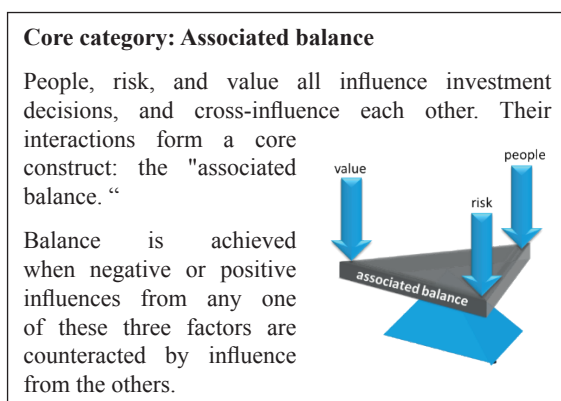 Core category: Associated balance
People, risk, and value all influence investment
decisions, and cross-influence each other. Their
interactions form a core
construct: the "associated
balance. “
Balance is achieved
when negative or positive
influences from any one
of these three factors are
counteracted by influence
from the others.
value
people
risk
associated balance